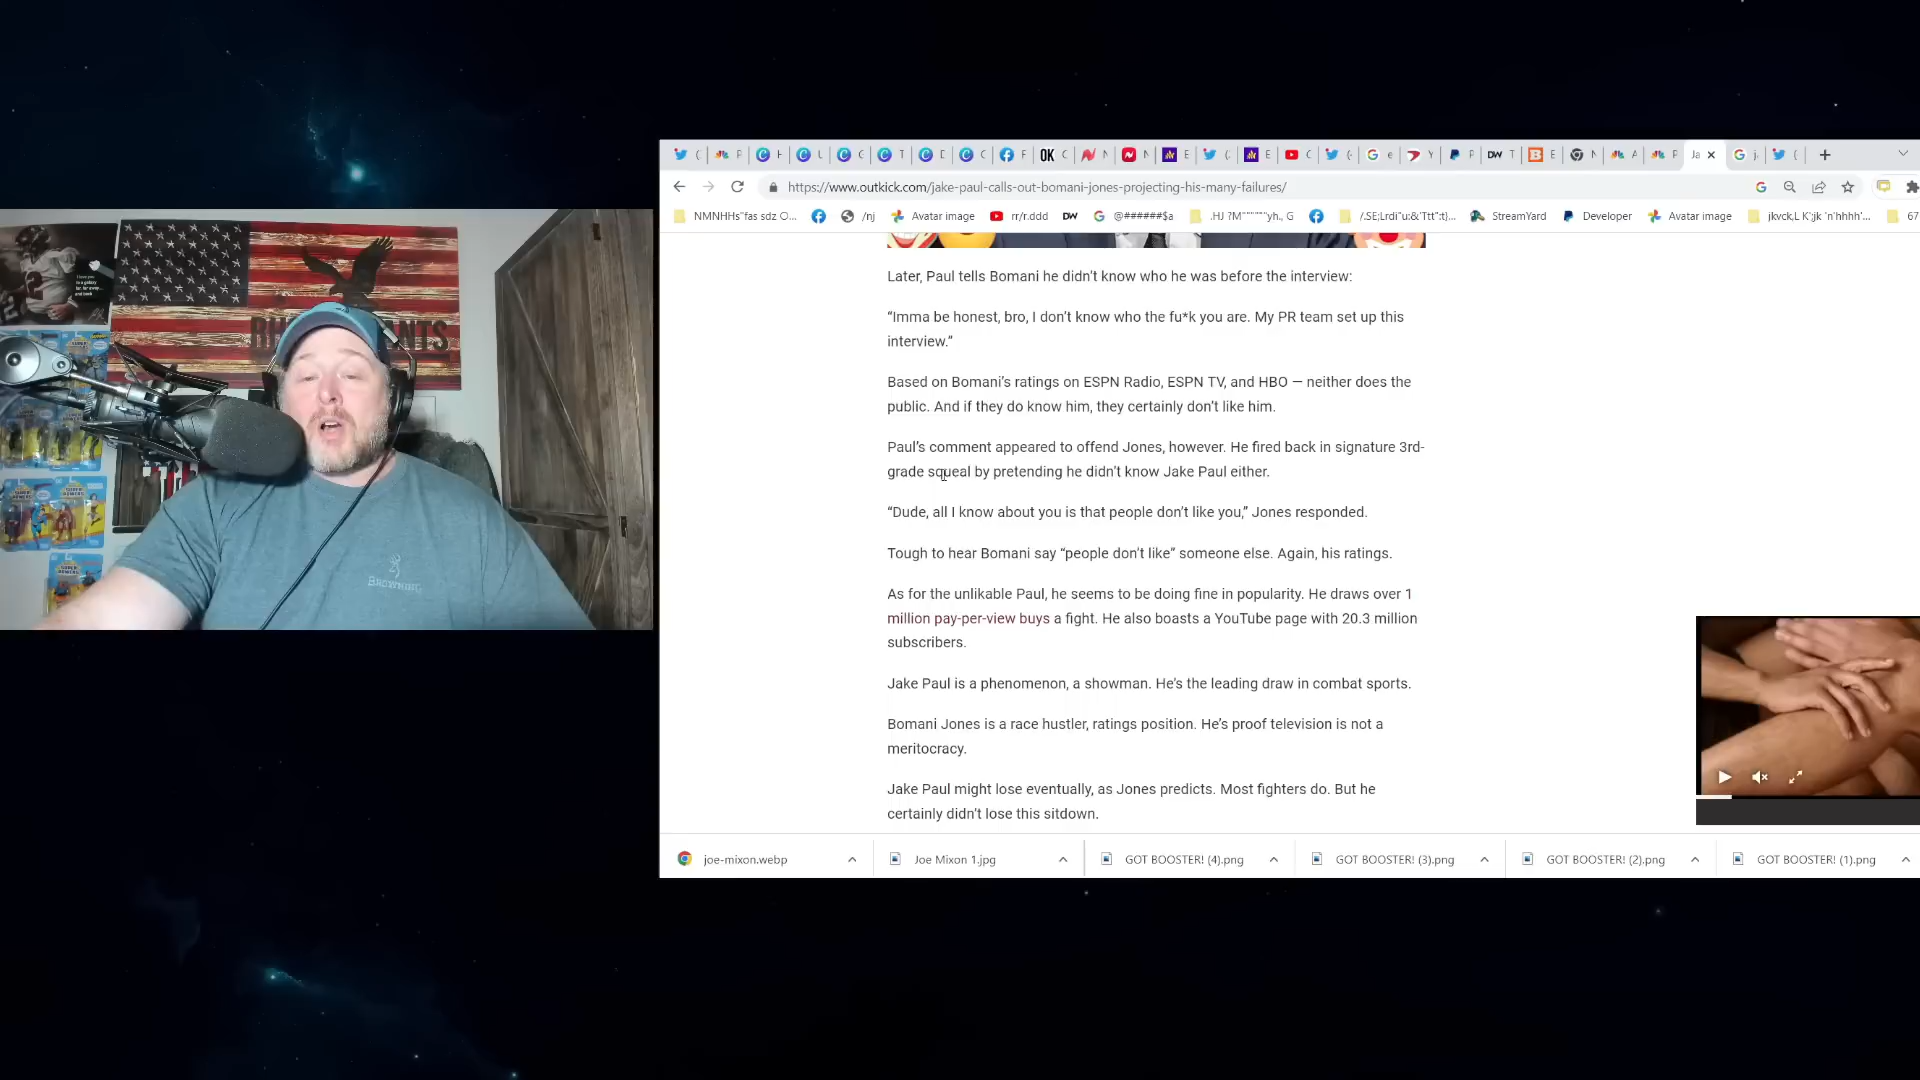 https://www.outkick.com/jake-paul-calls-out-bomani-jones-projecting-his-many-failures/
NMNHHs"fas sdz O...
/nj
Avatar image
rr/r.ddd
@######$a
StreamYard
Developer
Avatar image
67
Later, Paul tells Bomani he didn't know who he was before the interview:
“Imma be honest, bro, I don’t know who the fu*k you are. My PR team set up this
interview.”
Based on Bomani’s ratings on ESPN Radio, ESPN TV, and HBO — neither does the
public. And if they do know him, they certainly don’t like him.
Paul’s comment appeared to offend Jones, however. He fired back in signature 3rd-
grade squeal by pretending he didn’t know Jake Paul either.
“Dude, all I know about you is that people don’t like you,” Jones responded.
Tough to hear Bomani say “people don’t like” someone else. Again, his ratings.
As for the unlikable Paul, he seems to be doing fine in popularity. He draws over 1
million pay-per-view buys a fight. He also boasts a YouTube page with 20.3 million
subscribers.
Jake Paul is a phenomenon, a showman. He’s the leading draw in combat sports.
Bomani Jones is a race hustler, ratings position. He’s proof television is not a
meritocracy.
Jake Paul might lose eventually, as Jones predicts. Most fighters do. But he
certainly didn’t lose this sitdown.
joe-mixon.webp
Joe Mixon 1.jpg
GOT BOOSTER! (4).png
GOT BOOSTER! (3).png
GOT BOOSTER! (2).png
GOT BOOSTER! (1).png
BROWNING